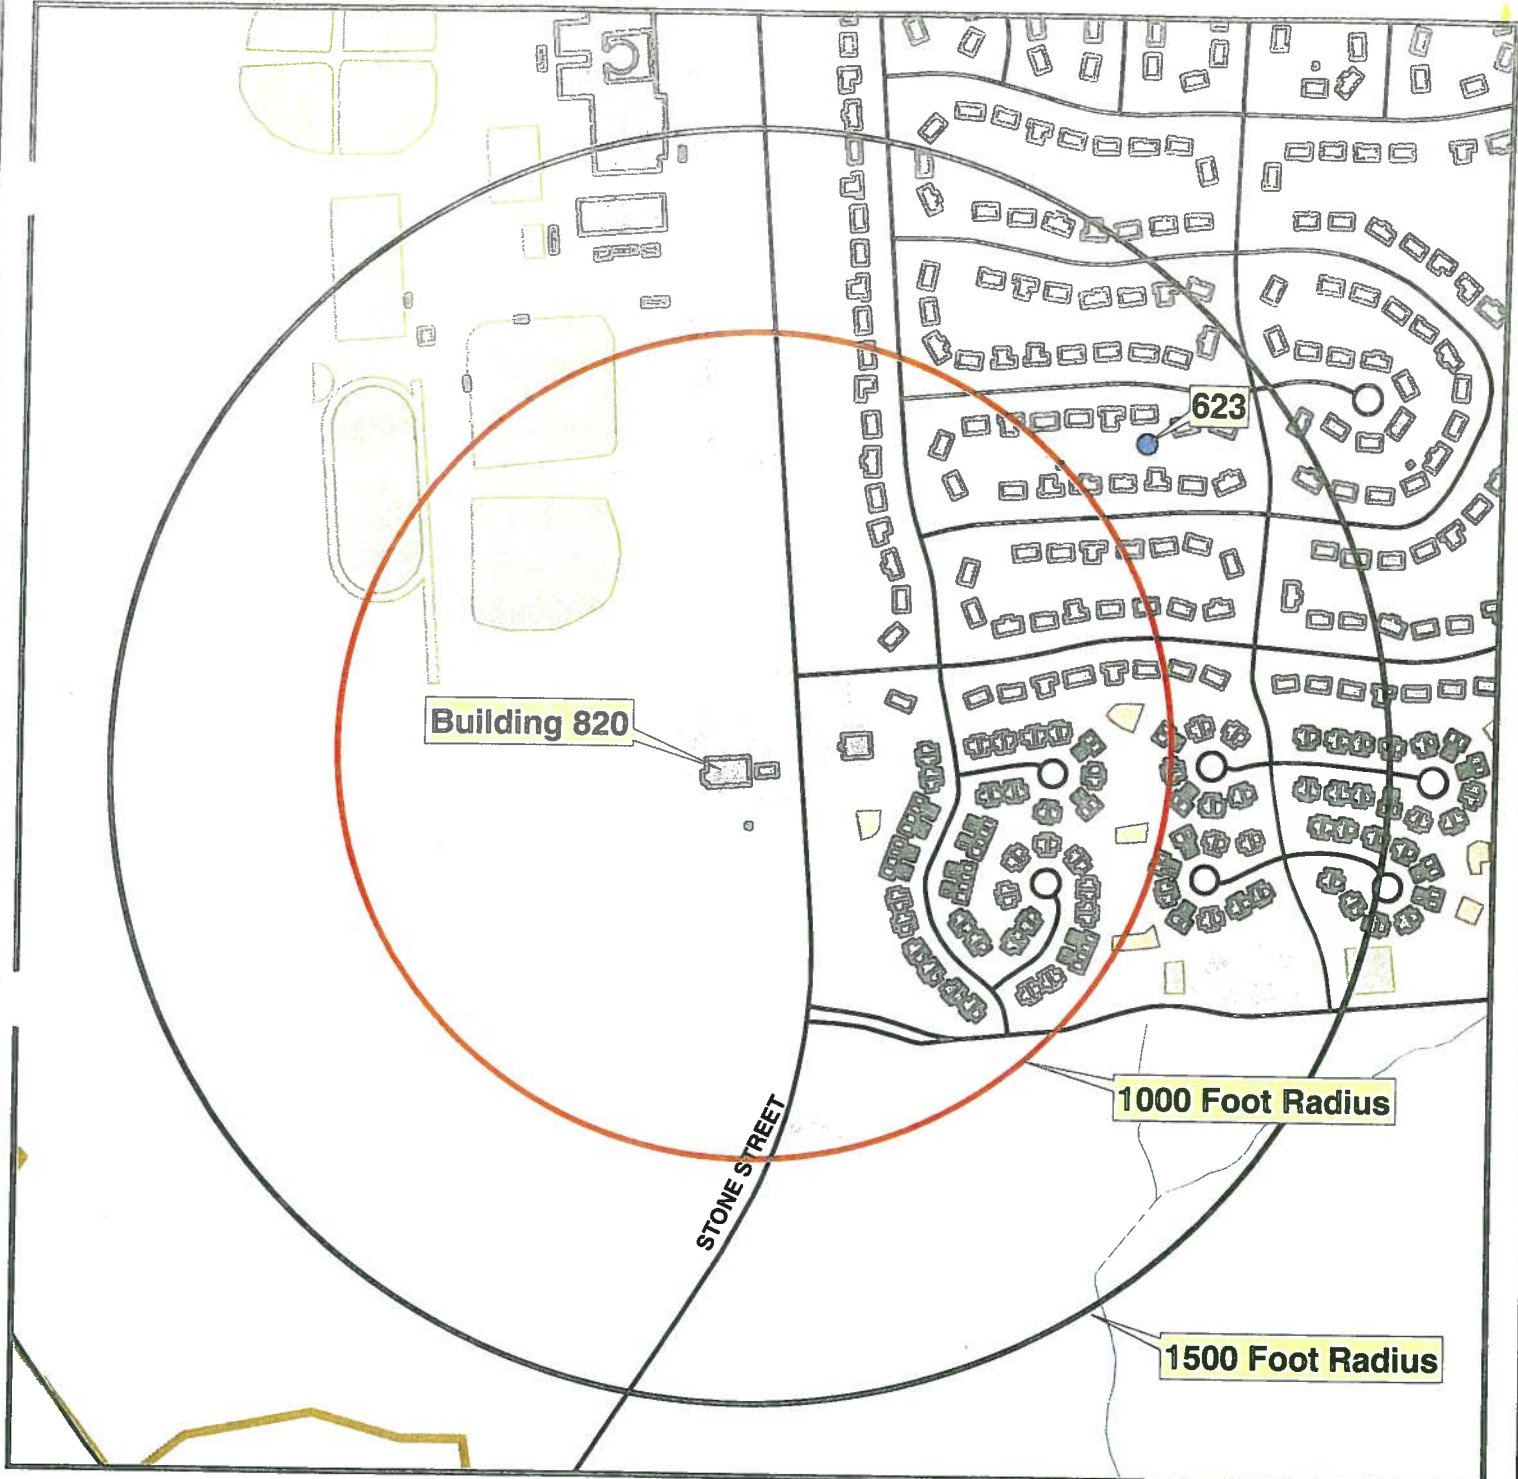 623
Building 820
1000 Foot Radius
STONE STREET
1500 Foot Radius